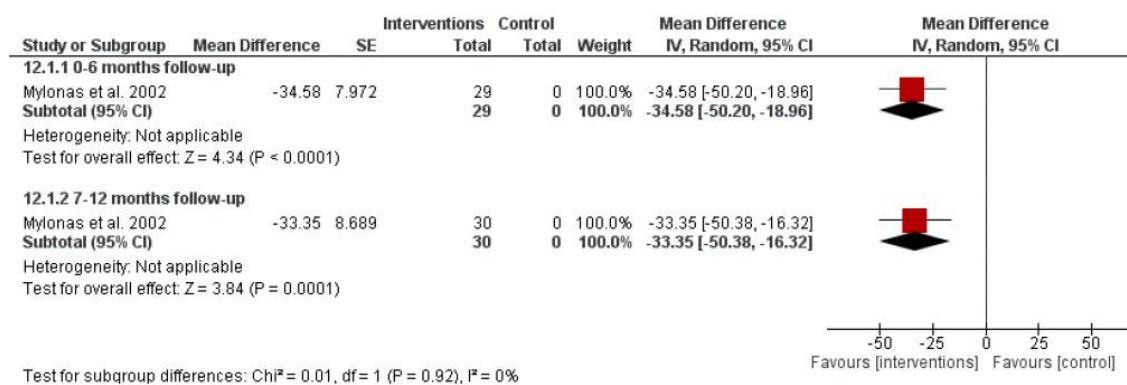 Interventions Control Mean Difference Mean Difference
Study or Subgroup Mean Difference SE Total Total Weight IV, Random, 95% CI IV, Random, 95% CI
12.1.1 0-6 months follow-up
Mylonas et al. 2002 -34.58 7.972 29 0 100.0% -34.58 [-50.20, -18.96]
Subtotal (95% CI) 29 0 100.0% -34.58 [-50.20, -18.96]
Heterogeneity: Not applicable
Test for overall effect: Z = 4.34 (P < 0.0001)
12.1.2 7-12 months follow-up
Mylonas et al. 2002 -33.35 8.689 30 0 100.0% -33.35 [-50.38, -16.32]
Subtotal (95% CI) 30 0 100.0% -33.35 [-50.38, -16.32]
Heterogeneity: Not applicable
Test for overall effect: Z = 3.84 (P = 0.0001)
-50 -25 0 25 50
Favours [interventions] Favours [control]
Test for subgroup differences: Chi² = 0.01, df = 1 (P = 0.92), I² = 0%